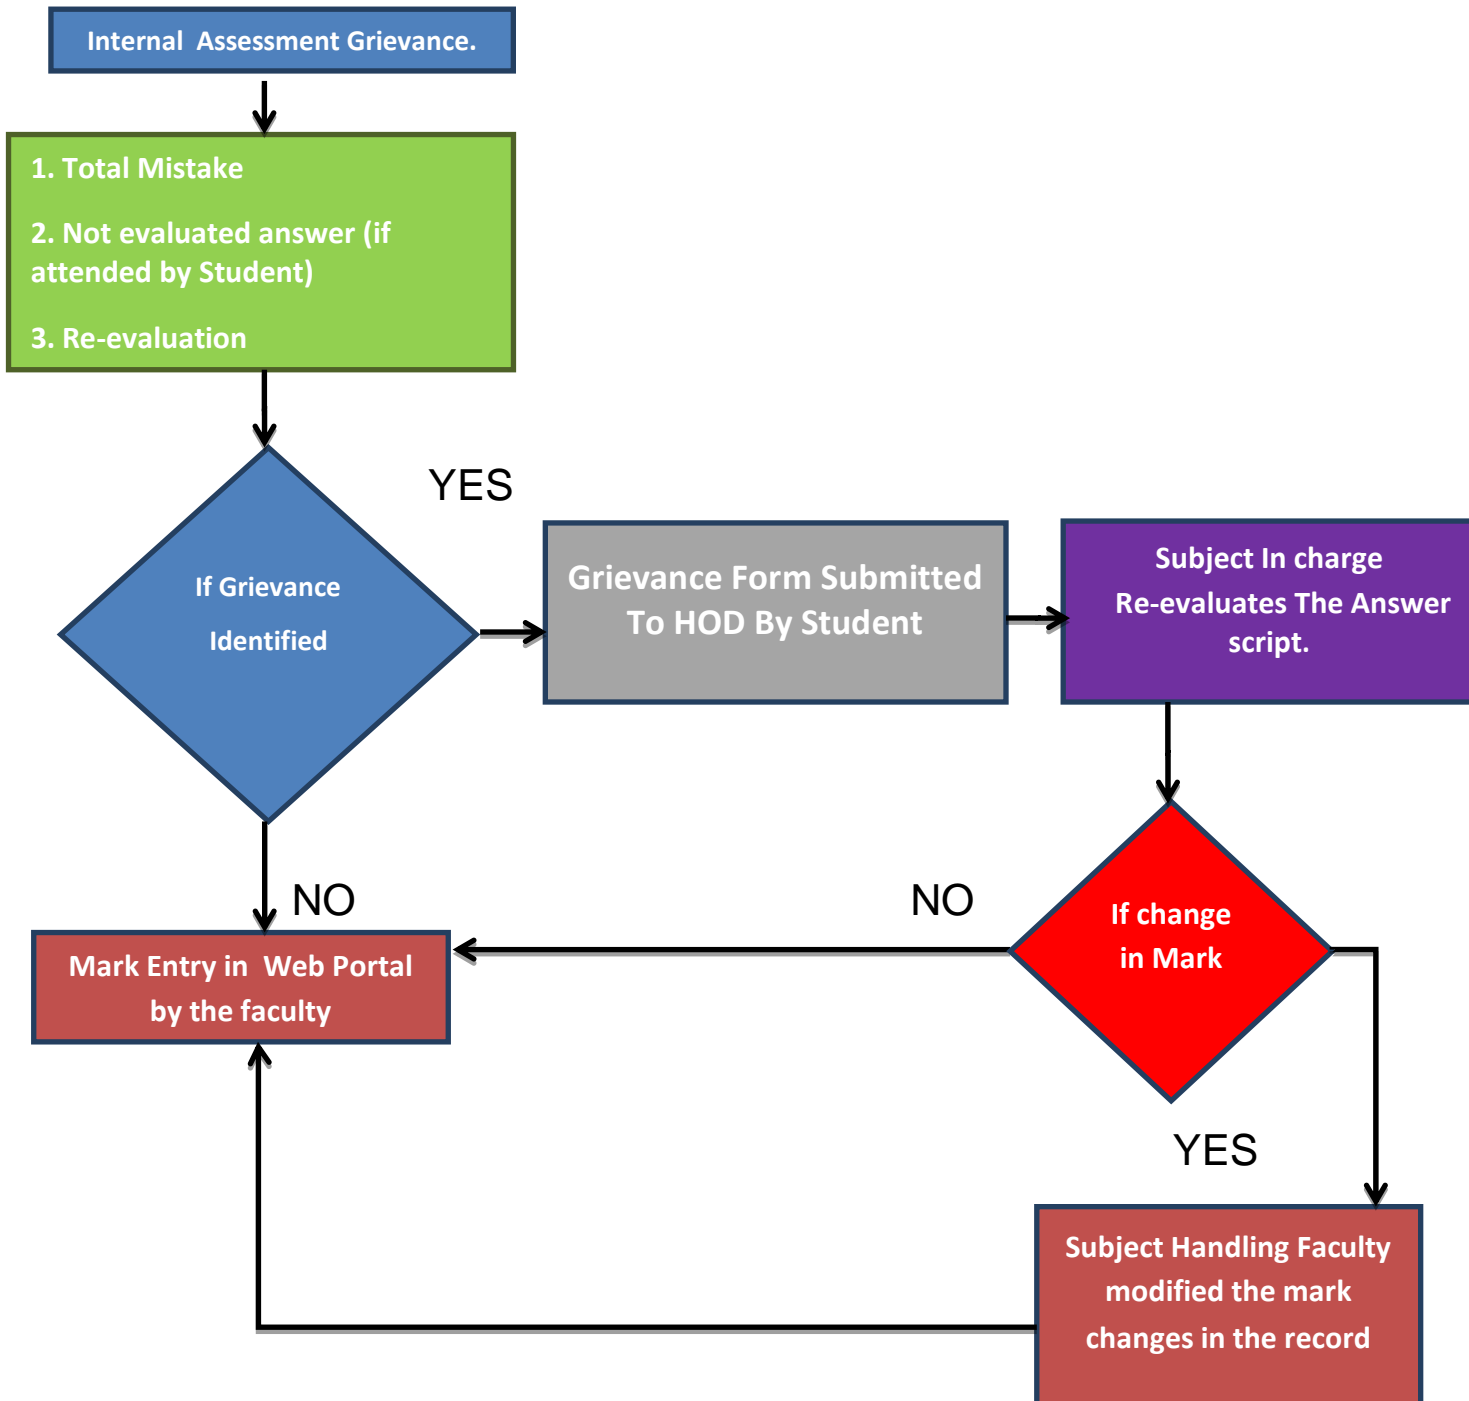 Internal  Assessment Grievance.
1. Total Mistake
2. Not evaluated answer (if
attended by Student)
3. Re-evaluation
YES
If Grievance
Identified
Grievance Form Submitted
To HOD By Student
Subject In charge
Re-evaluates The Answer
script.
NO
Mark Entry in  Web Portal
by the faculty
NO
If change
in Mark
YES
Subject Handling Faculty
modified the mark
changes in the record